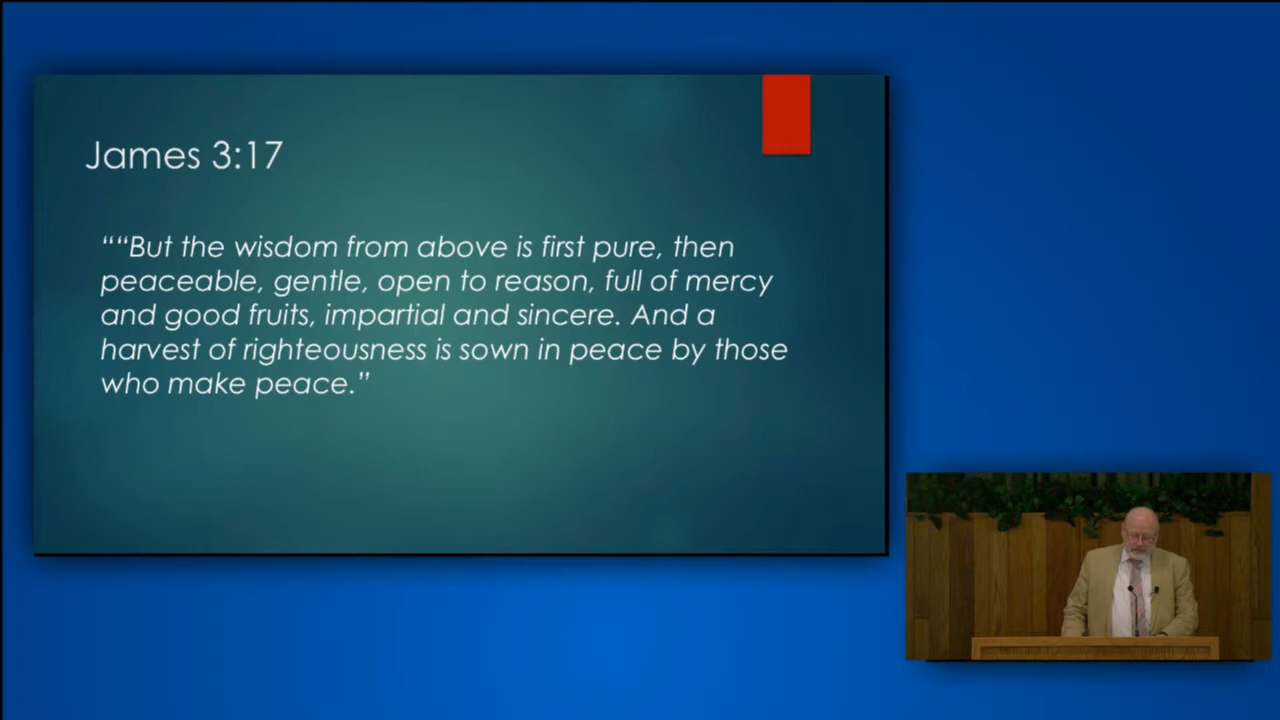 James 3:17
““But the wisdom from above is first pure, then
peaceable, gentle, open to reason, full of mercy
and good fruits, impartial and sincere. And a
harvest of righteousness is sown in peace by those
who make peace.”